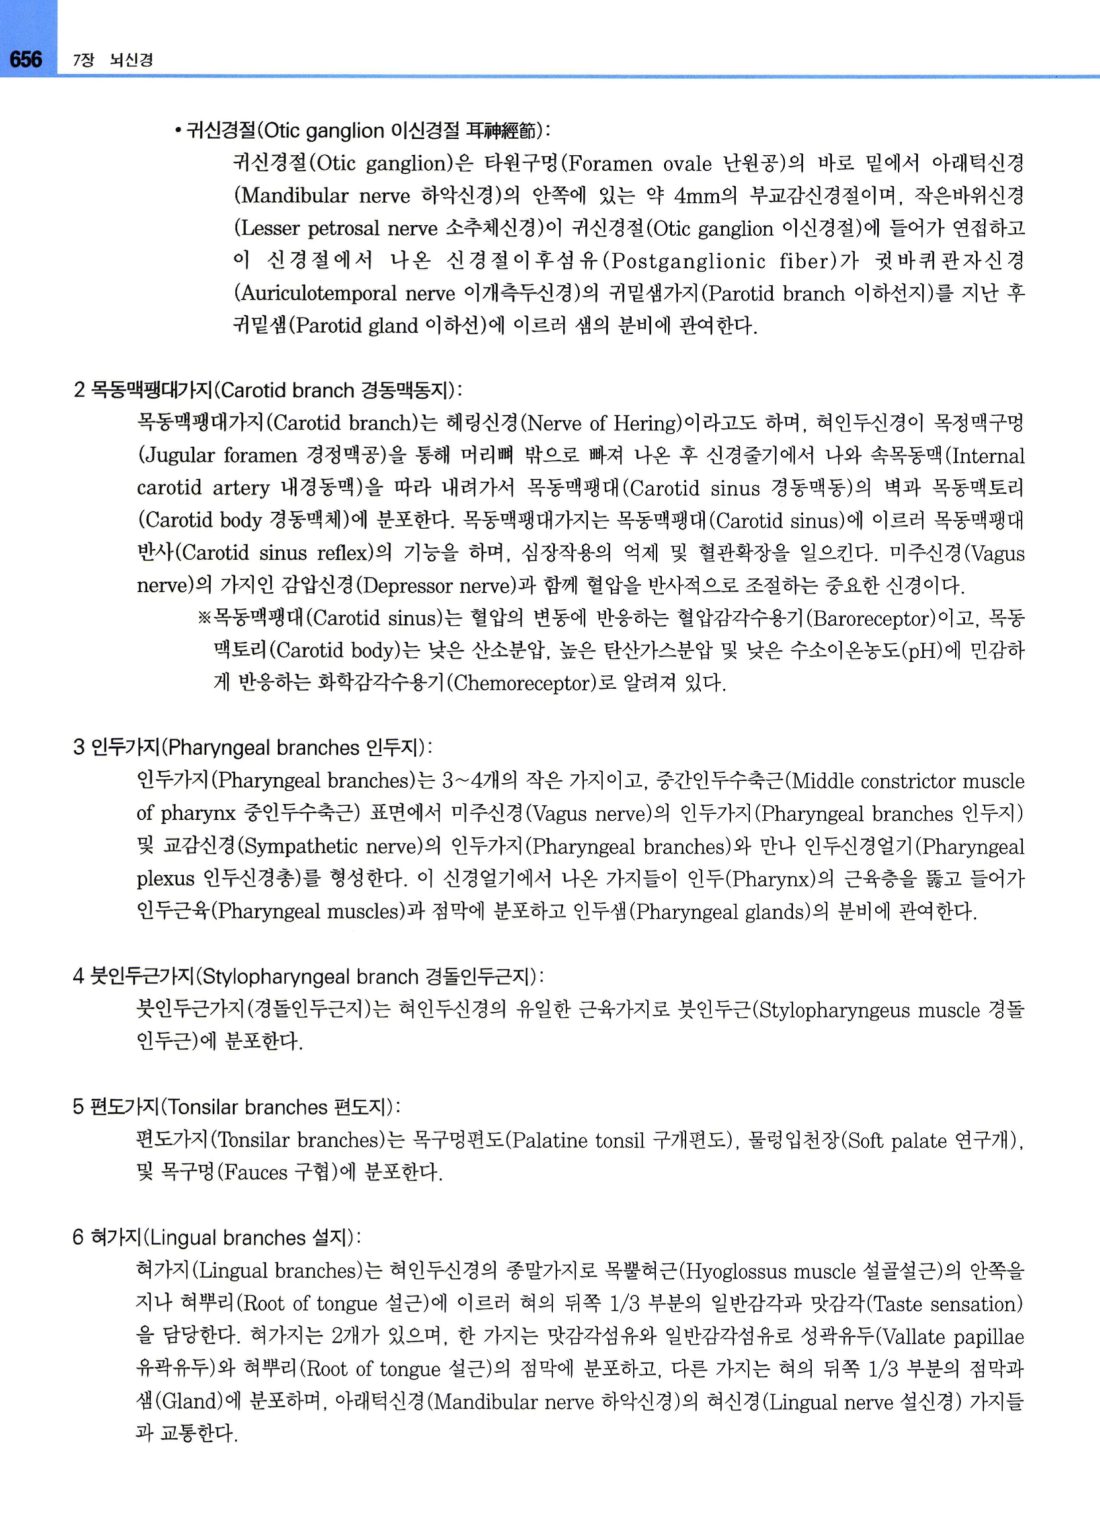 656 7장 뇌신경
• 귀신경절(Otic ganglion 이신경절 耳神經節):
귀신경절(Otic ganglion)은 타원구멍(Foramen ovale 난원공)의 바로 밑에서 아래턱신경
(Mandibular nerve 하악신경)의 안쪽에 있는 약 4mm의 부교감신경절이며, 작은바위신경
(Lesser petrosal nerve 소추체신경)이 귀신경절(Otic ganglion 이신경절)에 들어가 연접하고
이 신경절에서 나온 신경절이후섬유(Postganglionic fiber)가 귓바퀴관자신경
(Auriculotemporal nerve 이개측두신경)의 귀밑샘가지(Parotid branch 이하선지)를 지난 후
귀밑샘(Parotid gland 이하선)에 이르러 샘의 분비에 관여한다.
2 목동맥팽대가지(Carotid branch 경동맥동지):
목동맥팽대가지(Carotid branch)는 헤링신경(Nerve of Hering)이라고도 하며, 혀인두신경이 목정맥구멍
(Jugular foramen 경정맥공)을 통해 머리뼈 밖으로 빠져 나온 후 신경줄기에서 나와 속목동맥(Internal
carotid artery 내경동맥)을 따라 내려가서 목동맥팽대(Carotid sinus 경동맥동)의 벽과 목동맥토리
(Carotid body 경동맥체)에 분포한다. 목동맥팽대가지는 목동맥팽대(Carotid sinus)에 이르러 목동맥팽대
반사(Carotid sinus reflex)의 기능을 하며, 심장작용의 억제 및 혈관확장을 일으킨다. 미주신경(Vagus
nerve)의 가지인 감압신경(Depressor nerve)과 함께 혈압을 반사적으로 조절하는 중요한 신경이다.
※목동맥팽대(Carotid sinus)는 혈압의 변동에 반응하는 혈압감각수용기(Baroreceptor)이고, 목동
맥토리(Carotid body)는 낮은 산소분압, 높은 탄산가스분압 및 낮은 수소이온농도(pH)에 민감하
게 반응하는 화학감각수용기(Chemoreceptor)로 알려져 있다.
3 인두가지(Pharyngeal branches 인두지):
인두가지(Pharyngeal branches)는 3~4개의 작은 가지이고, 중간인두수축근(Middle constrictor muscle
of pharynx 중인두수축근) 표면에서 미주신경(Vagus nerve)의 인두가지(Pharyngeal branches 인두지)
및 교감신경(Sympathetic nerve)의 인두가지(Pharyngeal branches)와 만나 인두신경얼기(Pharyngeal
plexus 인두신경총)를 형성한다. 이 신경얼기에서 나온 가지들이 인두(Pharynx)의 근육층을 뚫고 들어가
인두근육(Pharyngeal muscles)과 점막에 분포하고 인두샘(Pharyngeal glands)의 분비에 관여한다.
4 붓인두근가지(Stylopharyngeal branch 경돌인두근지):
붓인두근가지(경돌인두근지)는 혀인두신경의 유일한 근육가지로 붓인두근(Stylopharyngeus muscle 경돌
인두근)에 분포한다.
5 편도가지(Tonsilar branches 편도지):
편도가지(Tonsilar branches)는 목구멍편도(Palatine tonsil 구개편도), 물렁입천장(Soft palate 연구개),
및 목구멍(Fauces 구협)에 분포한다.
6 혀가지(Lingual branches 설지):
혀가지(Lingual branches)는 혀인두신경의 종말가지로 목뿔혀근(Hyoglossus muscle 설골설근)의 안쪽을
지나 혀뿌리(Root of tongue 설근)에 이르러 혀의 뒤쪽 1/3 부분의 일반감각과 맛감각(Taste sensation)
을 담당한다. 혀가지는 2개가 있으며, 한 가지는 맛감각섬유와 일반감각섬유로 성곽유두(Vallate papillae
유곽유두)와 혀뿌리(Root of tongue 설근)의 점막에 분포하고, 다른 가지는 혀의 뒤쪽 1/3 부분의 점막과
샘(Gland)에 분포하며, 아래턱신경(Mandibular nerve 하악신경)의 혀신경(Lingual nerve 설신경) 가지들
과 교통한다.